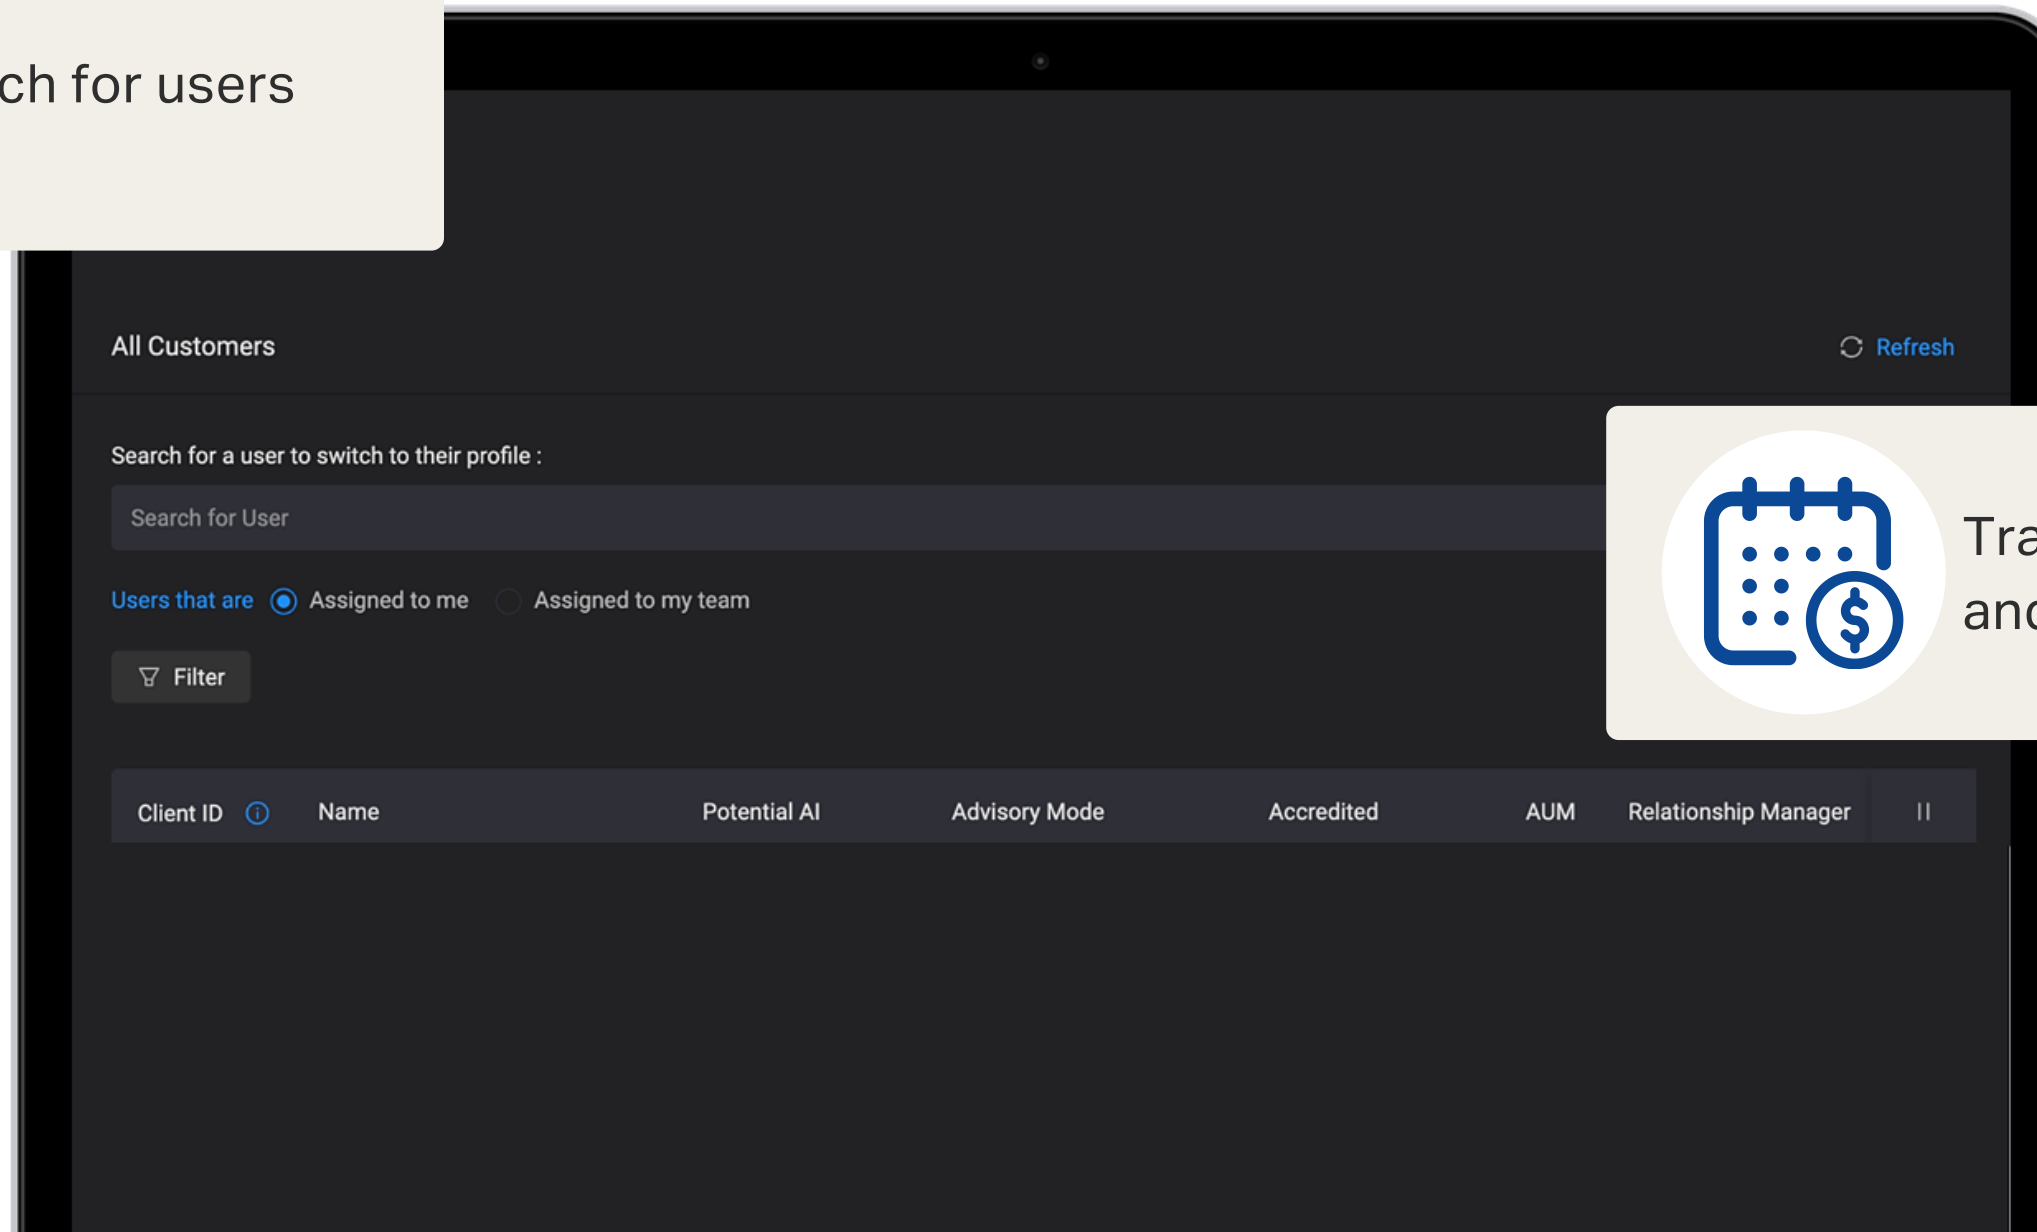 ch for users
All Customers
Refresh
Search for a user to switch to their profile :
Search for User
Users that are Assigned to me Assigned to my team
Filter
Tra
and
Client ID Name Potential AI Advisory Mode Accredited AUM Relationship Manager